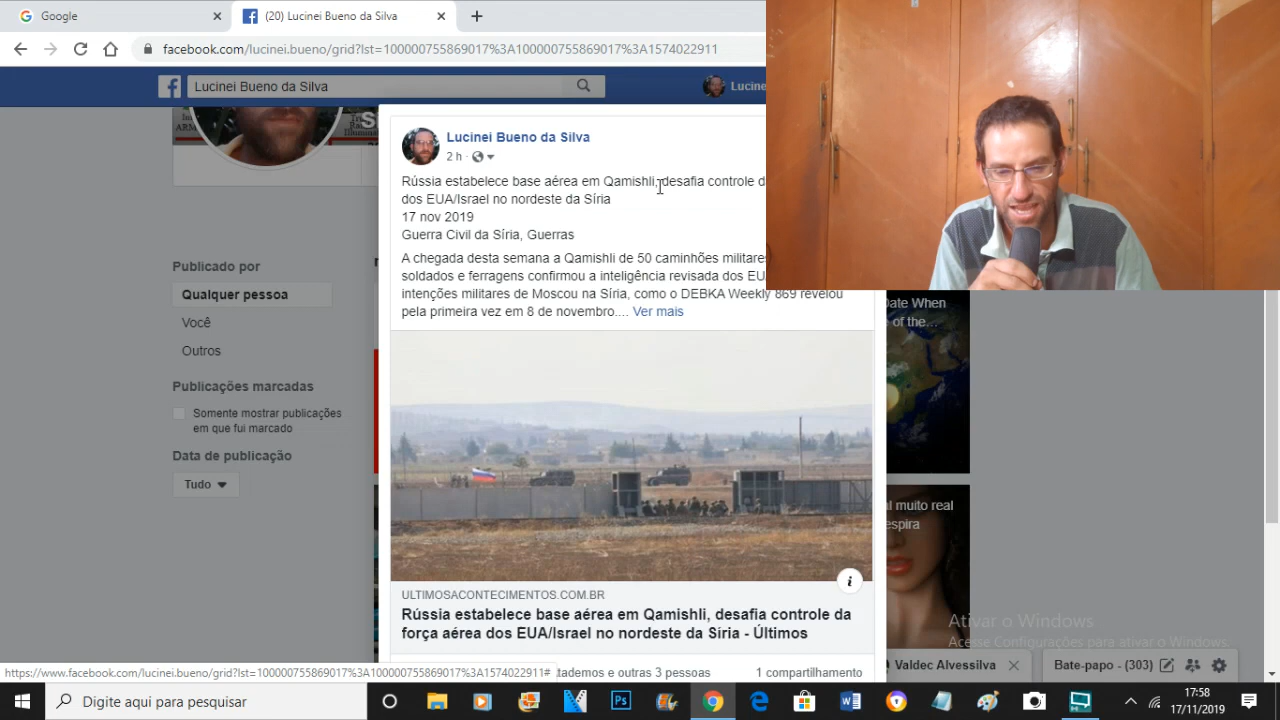 Google
(20) Lucinei Bueno da Silva
facebook.com/lucinei.bueno/grid?lst=100000755869017%3A100000755869017%3A1574022911
Lucinei Bueno da Silva
Lucine
Lucinei Bueno da Silva
2 h
Rússia estabelece base aérea em Qamishli, desafia controle d
dos EUA/Israel no nordeste da Síria
17 nov 2019
Guerra Civil da Síria, Guerras
A chegada desta semana a Qamishli de 50 caminhões militares
soldados e ferragens confirmou a inteligência revisada dos EU
intenções militares de Moscou na Síria, como o DEBKA Weekly 869 revelou
pela primeira vez em 8 de novembro.... Ver mais
Publicado por
Qualquer pessoa
Você
Outros
Publicações marcadas
Somente mostrar publicações
em que fui marcado
Data de publicação
Tudo
Date When
of the...
l muito real
espira
ULTIMOSACONTECIMENTOS.COM.BR
Rússia estabelece base aérea em Qamishli, desafia controle da
força aérea dos EUA/Israel no nordeste da Síria - Últimos
Ativar o Windows
Acesse Configurações para ativar o Windows.
https://www.facebook.com/lucinei.bueno/grid?lst=100000755869017%3A100000755869017%3A1574022911#
tademos e outras 3 pessoas
1 compartilhamento
Valdec Alvessilva
Bate-papo - (303)
Digite aqui para pesquisar
Ps
17:58
17/11/2019